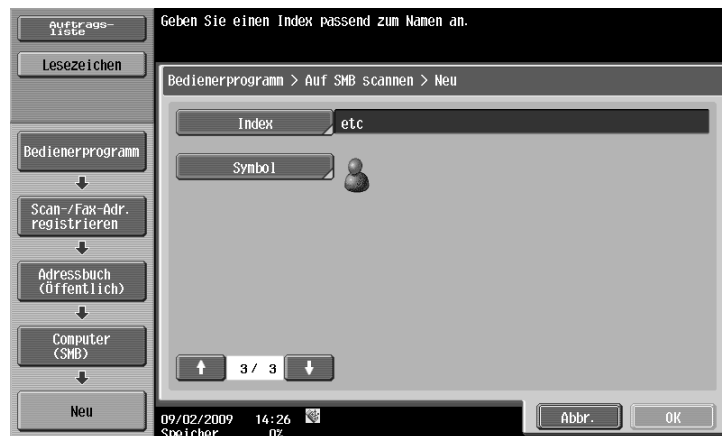 Auftrags-
liste
Geben Sie einen Index passend zum Namen an.
Lesezeichen
Bedienerprogramm > Auf SMB scannen > Neu
Index
etc
Symbol
Bedienerprogramm
Scan-/Fax-Adr.
registrieren
Adressbuch
(Öffentlich)
Computer
(SMB)
Neu
3/ 3
09/02/2009 14:26
Speicher 0%
Abbr.
OK